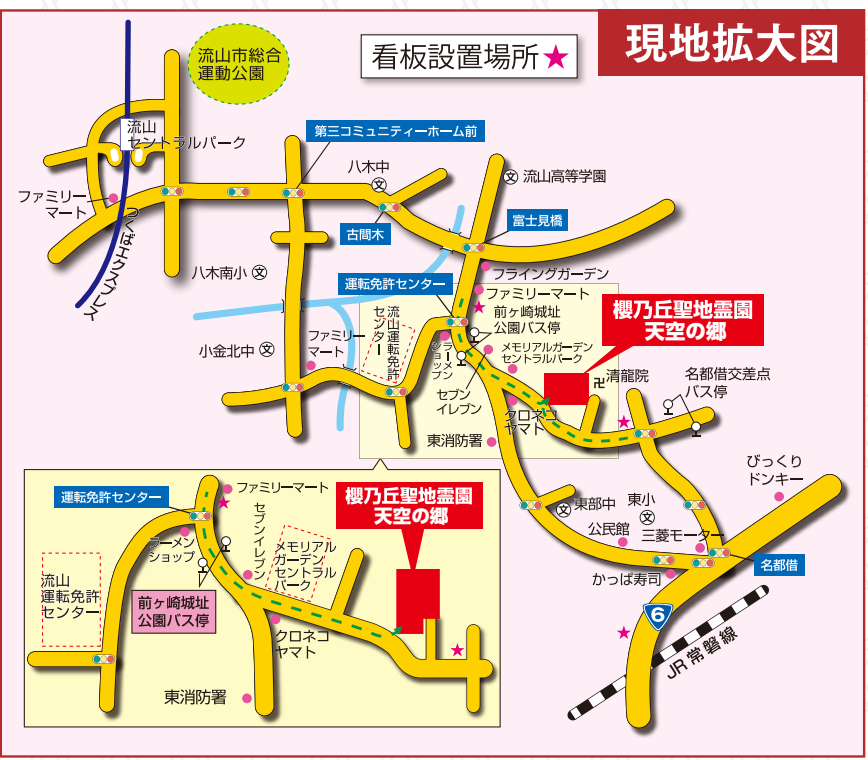 現地拡大図
看板設置場所★
流山市総合
運動公園
流山
セントラルパーク
第三コミュニティーホーム前
八木中
文
文
流山高等学園
ファミリー
マート
つくばエクスプレス
古間木
富士見橋
八木南小
文
運転免許センター
フライングガーデン
ファミリーマート
前ヶ崎城址
公園バス停
櫻乃丘聖地霊園
天空の郷
流山運転免許
センター
小金北中
文
ファミリー
マート
ラーメン
ショップ
メモリアルガーデン
セントラルパーク
セブン
イレブン
卍
清龍院
名都借交差点
バス停
クロネコ
ヤマト
東消防署
びっくり
ドンキー
東部中
文
東小
文
公民館
三菱モーター
名都借
かっぱ寿司
6
JR常磐線
運転免許センター
ファミリーマート
櫻乃丘聖地霊園
天空の郷
ラーメン
ショップ
セブンイレブン
メモリアル
ガーデン
セントラル
パーク
流山
運転免許
センター
前ヶ崎城址
公園バス停
クロネコ
ヤマト
東消防署